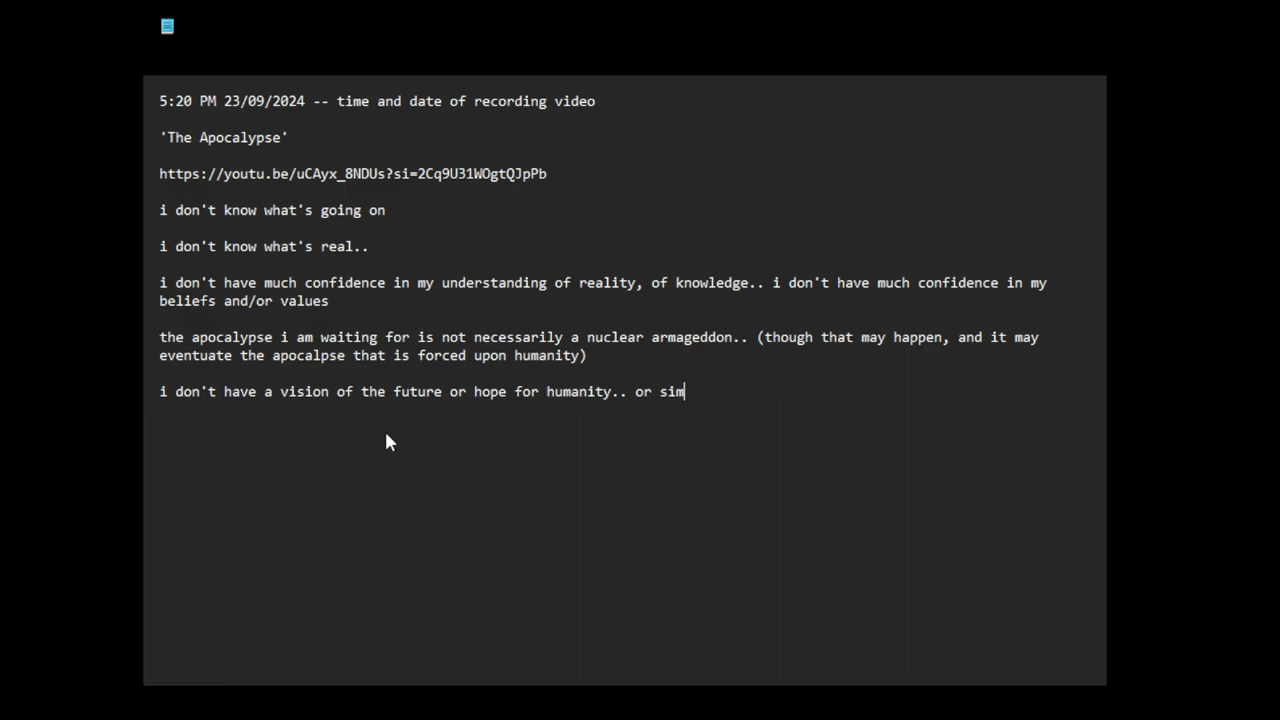 5:20 PM 23/09/2024 -- time and date of recording video
'The Apocalypse'
https://youtu.be/uCAyx_8NDUs?si=2Cq9U31WOgtQJpPb
i don't know what's going on
i don't know what's real..
i don't have much confidence in my understanding of reality, of knowledge.. i don't have much confidence in my
beliefs and/or values
the apocalypse i am waiting for is not necessarily a nuclear armageddon.. (though that may happen, and it may
eventuate the apocalpse that is forced upon humanity)
i don't have a vision of the future or hope for humanity.. or sim